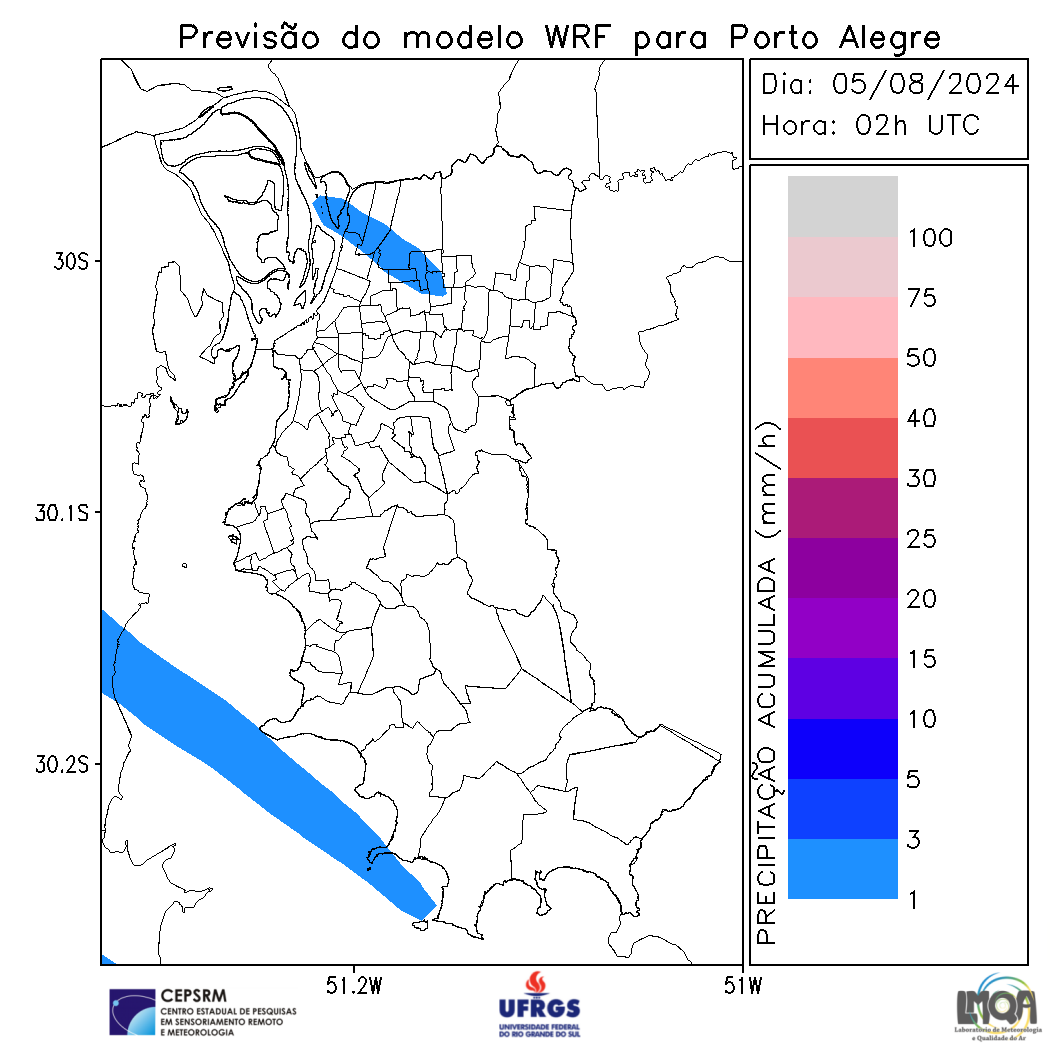 Previsão do modelo WRF para Porto Alegre
Dia: 05/08/2024
Hora: 02h UTC
30S
30.1S
30.2S
51.2W
51W
PRECIPITAÇÃO ACUMULADA (mm/h)
100
75
50
40
30
25
20
15
10
5
3
1
CEPSRM
CENTRO ESTADUAL DE PESQUISAS
EM SENSORIAMENTO REMOTO
E METEOROLOGIA
UFRGS
UNIVERSIDADE FEDERAL
DO RIO GRANDE DO SUL
LMQA
Laboratório de Meteorologia
e Qualidade do Ar